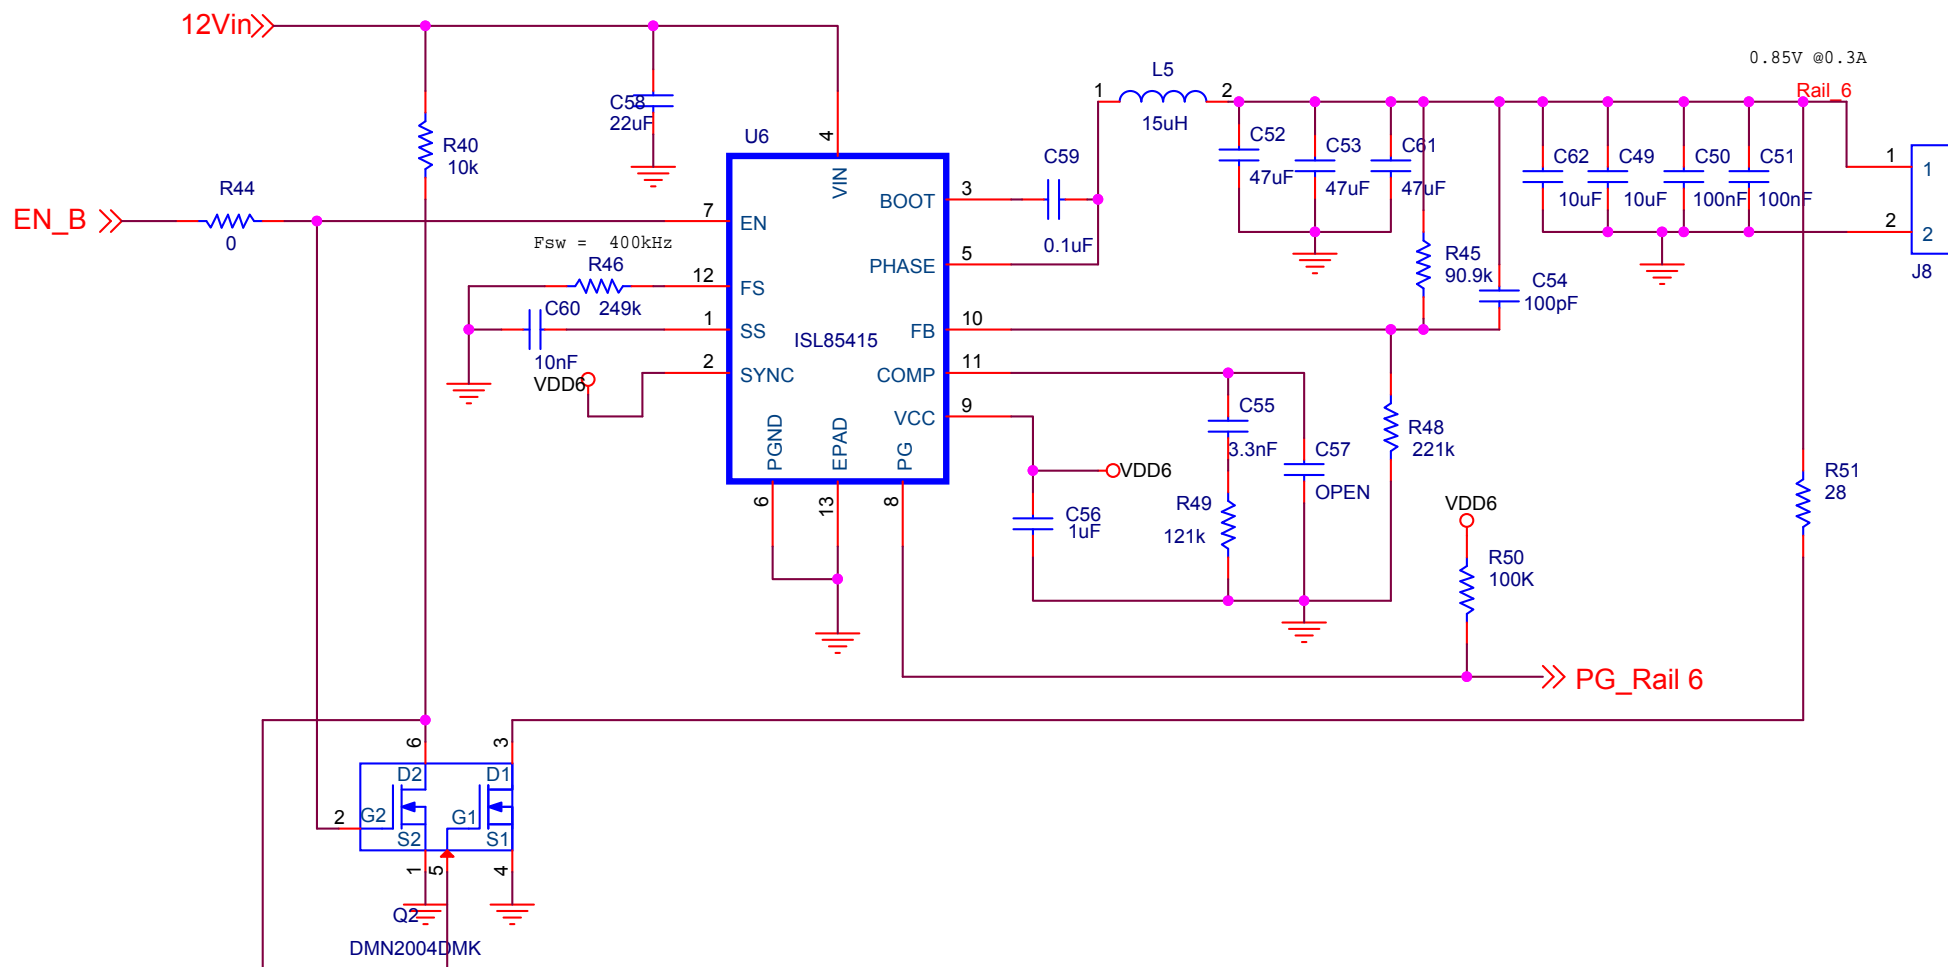 12Vin
0.85V @0.3A
Rail_6
L5
1
2
15uH
C58
22uF
R40
10k
U6
4
VIN
C59
0.1uF
C52
47uF
C53
47uF
C61
47uF
C62
10uF
C49
10uF
C50
100nF
C51
100nF
1
2
1
2
J8
R44
0
EN_B
7
EN
BOOT
3
PHASE
5
Fsw = 400kHz
R46
249k
12
FS
C60
10nF
1
SS
ISL85415
FB
10
R45
90.9k
C54
100pF
VDD6
2
SYNC
COMP
11
VCC
9
PGND
EPAD
PG
6
13
8
C55
3.3nF
C57
OPEN
R48
221k
VDD6
C56
1uF
R49
121k
VDD6
R50
100K
R51
28
PG_Rail 6
6
3
D2
D1
2
G2
G1
S2
S1
1
5
4
Q2
DMN2004DMK